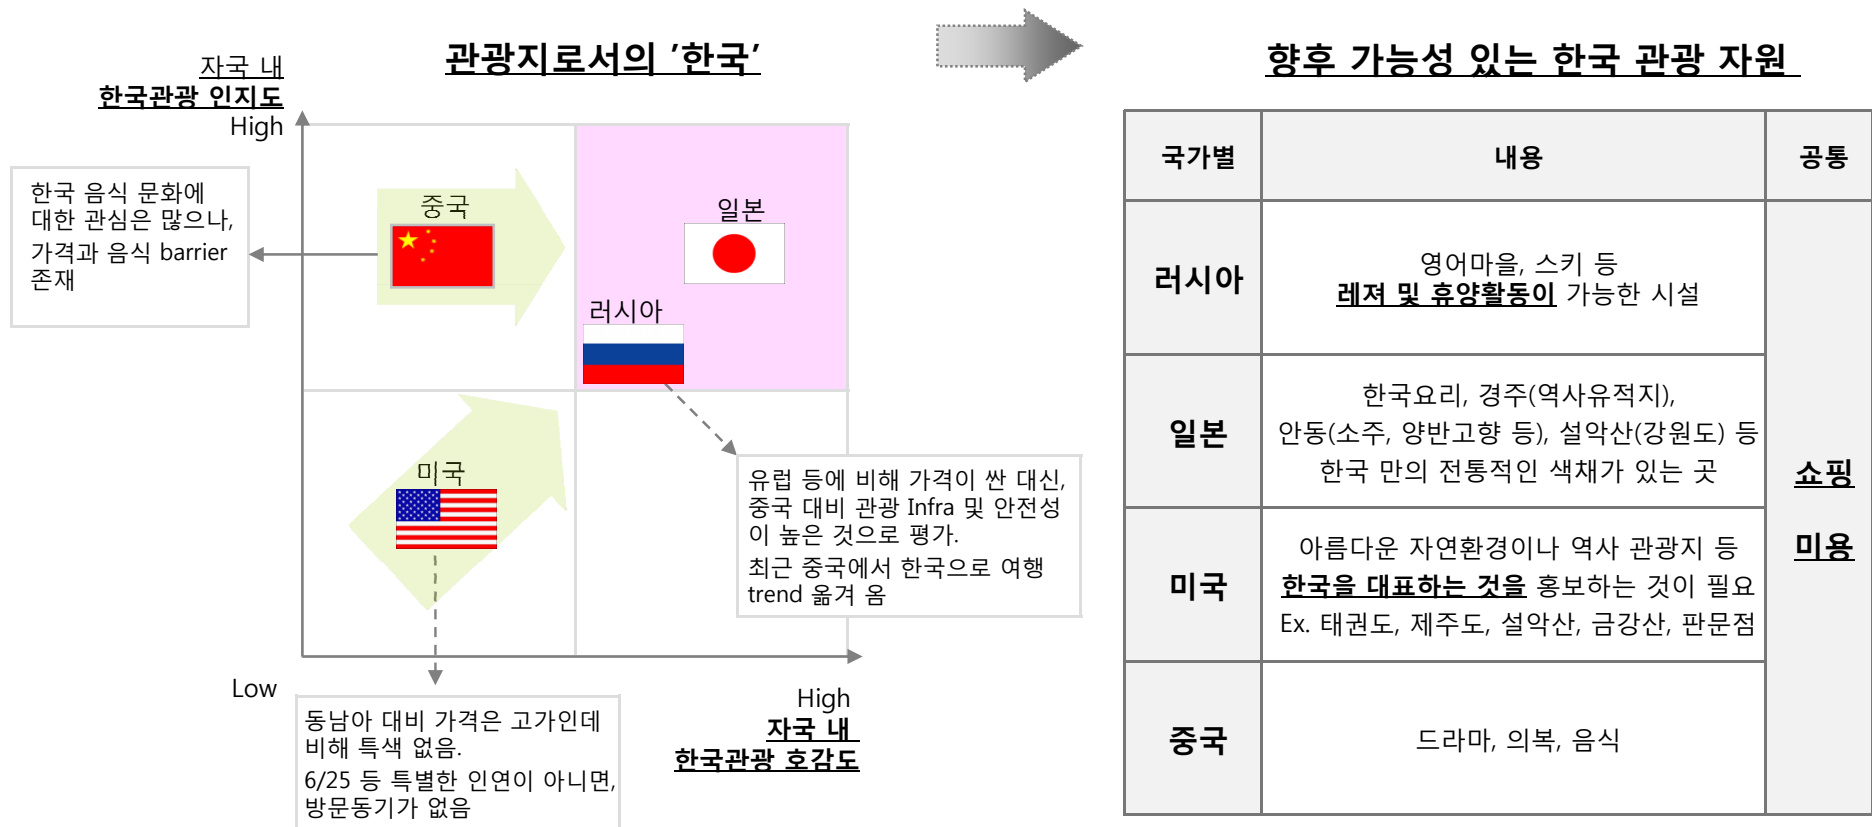 관광지로서의 '한국'
향후 가능성 있는 한국 관광 자원
자국 내
한국관광 인지도
High
한국 음식 문화에
대한 관심은 많으나,
가격과 음식 barrier
존재
중국
일본
러시아
미국
유럽 등에 비해 가격이 싼 대신,
중국 대비 관광 Infra 및 안전성
이 높은 것으로 평가.
최근 중국에서 한국으로 여행
trend 옮겨 옴
Low
High
자국 내
한국관광 호감도
동남아 대비 가격은 고가인데
비해 특색 없음.
6/25 등 특별한 인연이 아니면,
방문동기가 없음
국가별 내용 공통
러시아
영어마을, 스키 등
레져 및 휴양활동이 가능한 시설
일본
한국요리, 경주(역사유적지),
안동(소주, 양반고향 등), 설악산(강원도) 등
한국 만의 전통적인 색채가 있는 곳
미국
아름다운 자연환경이나 역사 관광지 등
한국을 대표하는 것을 홍보하는 것이 필요
Ex. 태권도, 제주도, 설악산, 금강산, 판문점
중국
드라마, 의복, 음식
쇼핑
미용